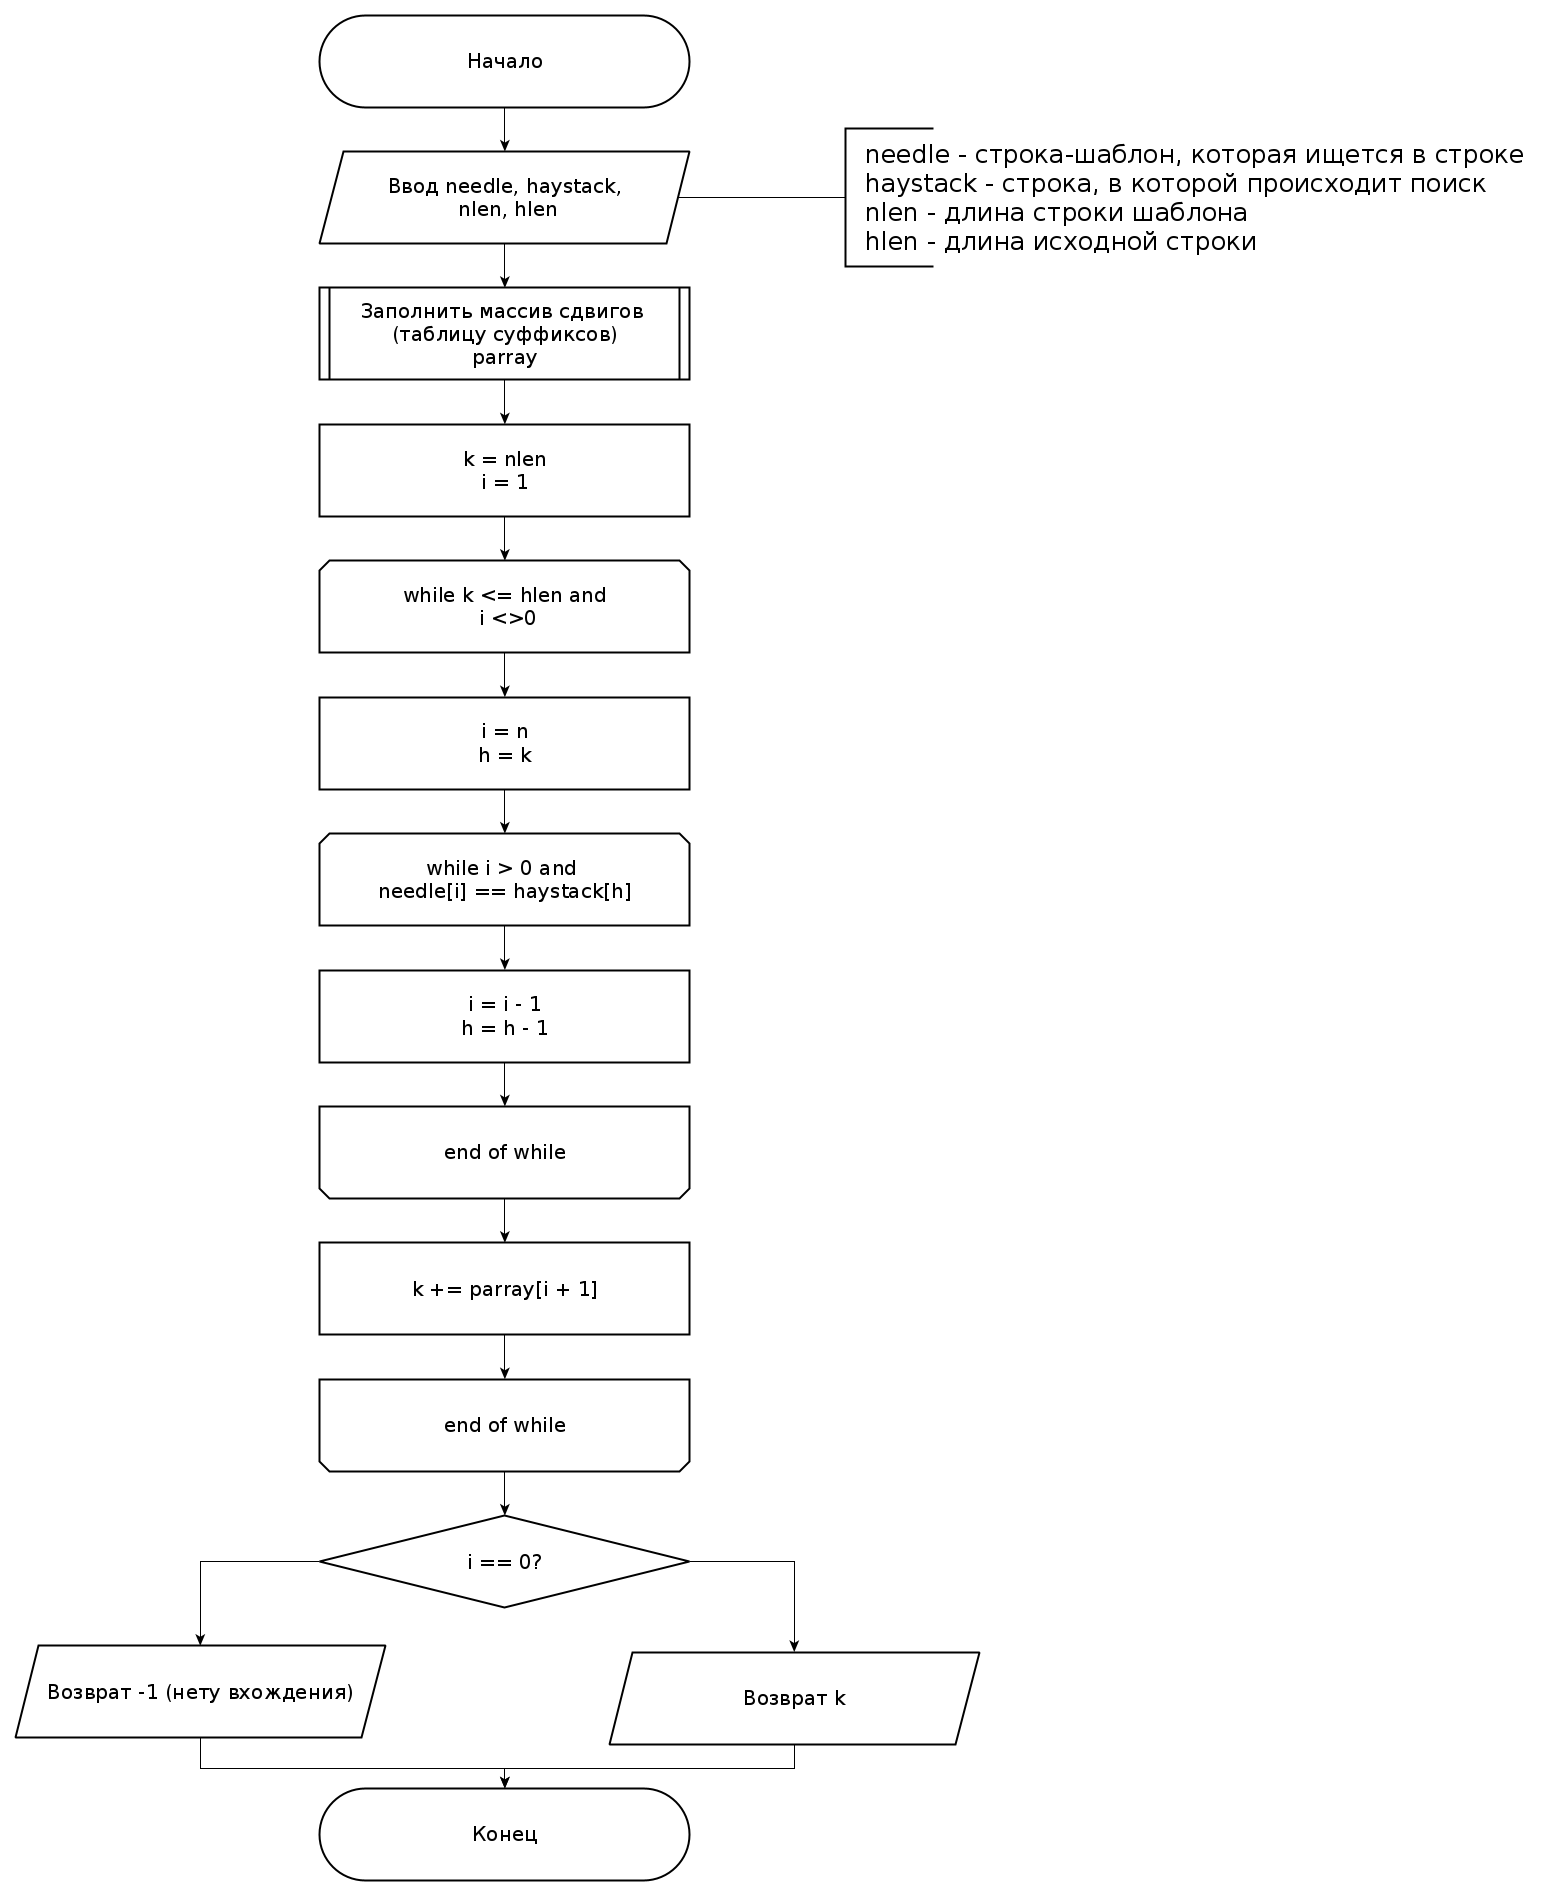 Начало
Ввод needle, haystack,
nlen, hlen
needle - строка-шаблон, которая ищется в строке
haystack - строка, в которой происходит поиск
nlen - длина строки шаблона
hlen - длина исходной строки
Заполнить массив сдвигов
(таблицу суффиксов)
parray
k = nlen
i = 1
while k <= hlen and
i <>0
i = n
h = k
while i > 0 and
needle[i] == haystack[h]
i = i - 1
h = h - 1
end of while
k += parray[i + 1]
end of while
i == 0?
Возврат -1 (нету вхождения)
Возврат k
Конец